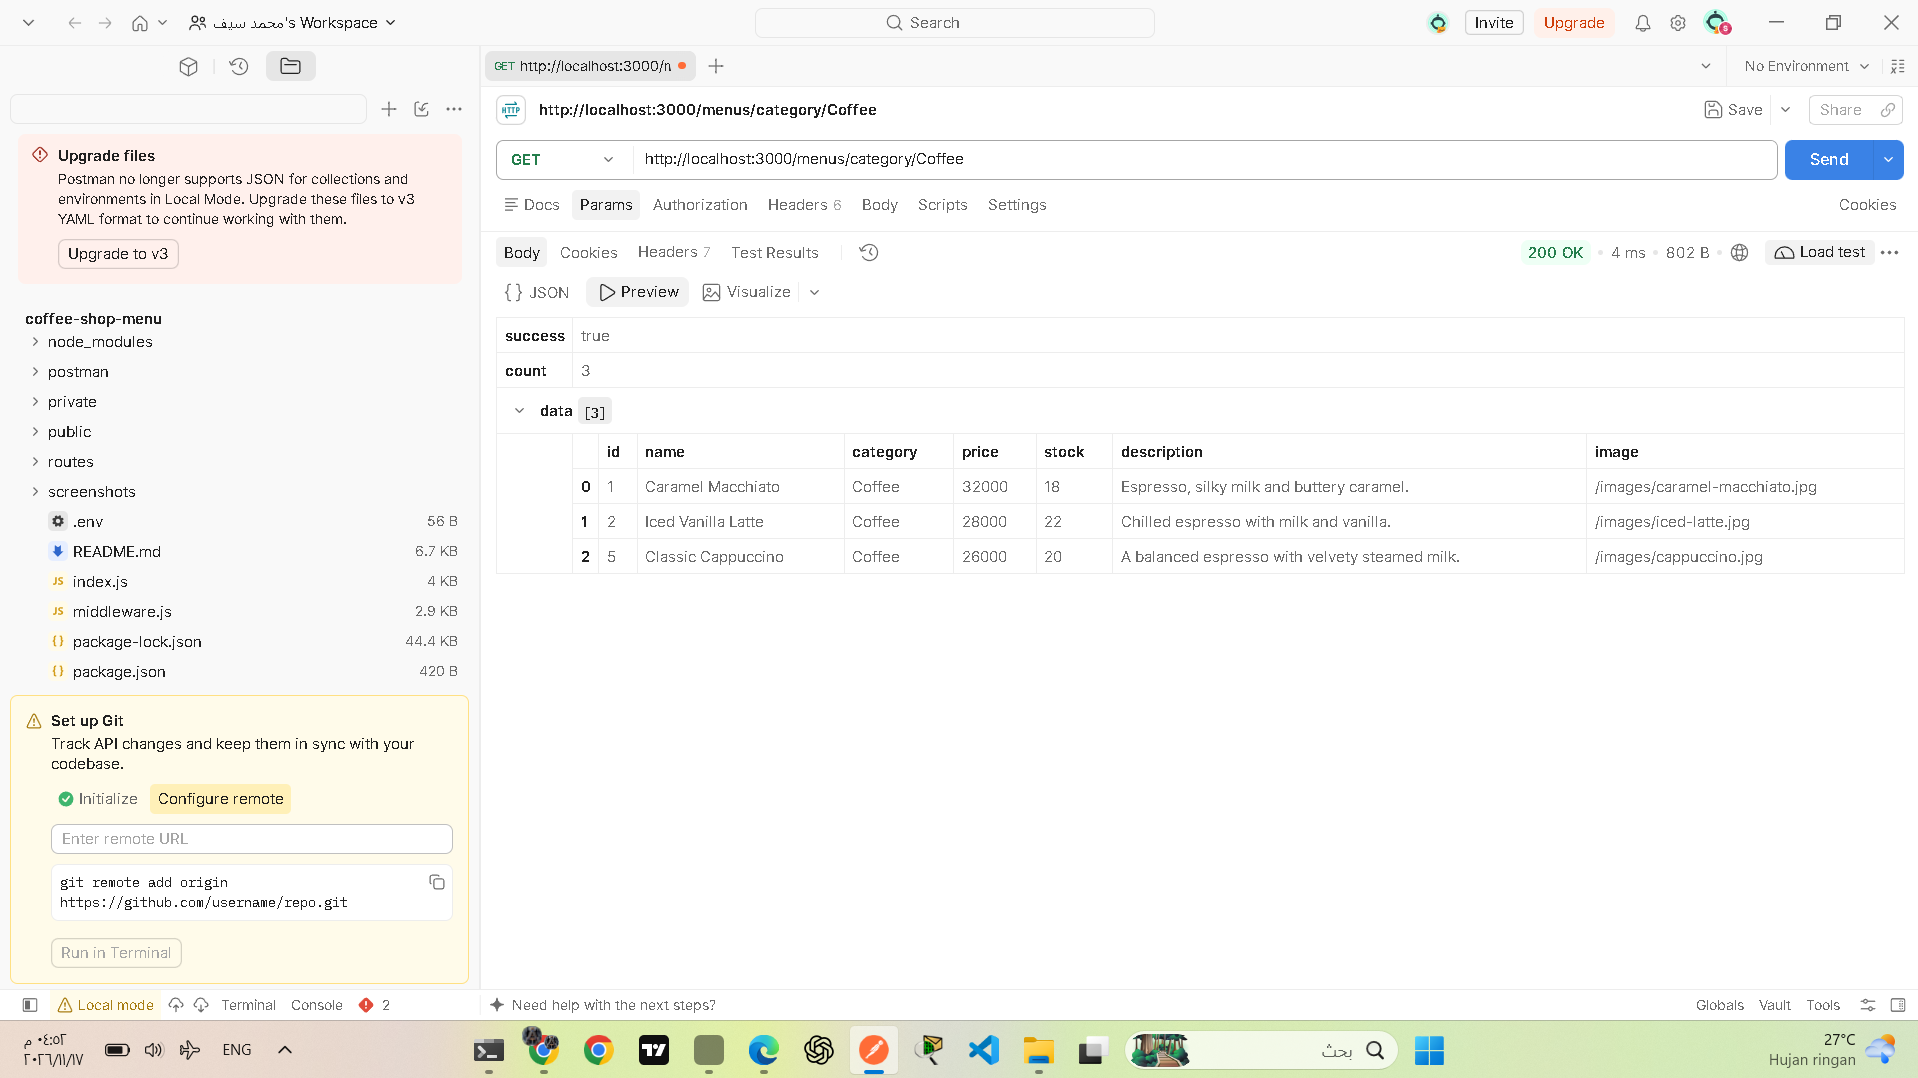 محمد سيف's Workspace
Search
Invite
Upgrade
GET http://localhost:3000/n
No Environment
HTTP
http://localhost:3000/menus/category/Coffee
Save
Share
Upgrade files
Postman no longer supports JSON for collections and
environments in Local Mode. Upgrade these files to v3
YAML format to continue working with them.
Upgrade to v3
GET
http://localhost:3000/menus/category/Coffee
Send
Docs
Params
Authorization
Headers 6
Body
Scripts
Settings
Cookies
Body
Cookies
Headers 7
Test Results
200 OK
4 ms
802 B
Load test
{} JSON
Preview
Visualize
success true
count 3
data [3]
id name category price stock description image
0 1 Caramel Macchiato Coffee 32000 18 Espresso, silky milk and buttery caramel. /images/caramel-macchiato.jpg
1 2 Iced Vanilla Latte Coffee 28000 22 Chilled espresso with milk and vanilla. /images/iced-latte.jpg
2 5 Classic Cappuccino Coffee 26000 20 A balanced espresso with velvety steamed milk. /images/cappuccino.jpg
coffee-shop-menu
node_modules
postman
private
public
routes
screenshots
.env 56 B
README.md 6.7 KB
JS index.js 4 KB
JS middleware.js 2.9 KB
{} package-lock.json 44.4 KB
{} package.json 420 B
Set up Git
Track API changes and keep them in sync with your
codebase.
Initialize
Configure remote
Enter remote URL
git remote add origin
https://github.com/username/repo.git
Run in Terminal
Local mode
Terminal
Console
2
Need help with the next steps?
Globals
Vault
Tools
٠٤:٥٢ م
ENG
بحث
27°C
Hujan ringan